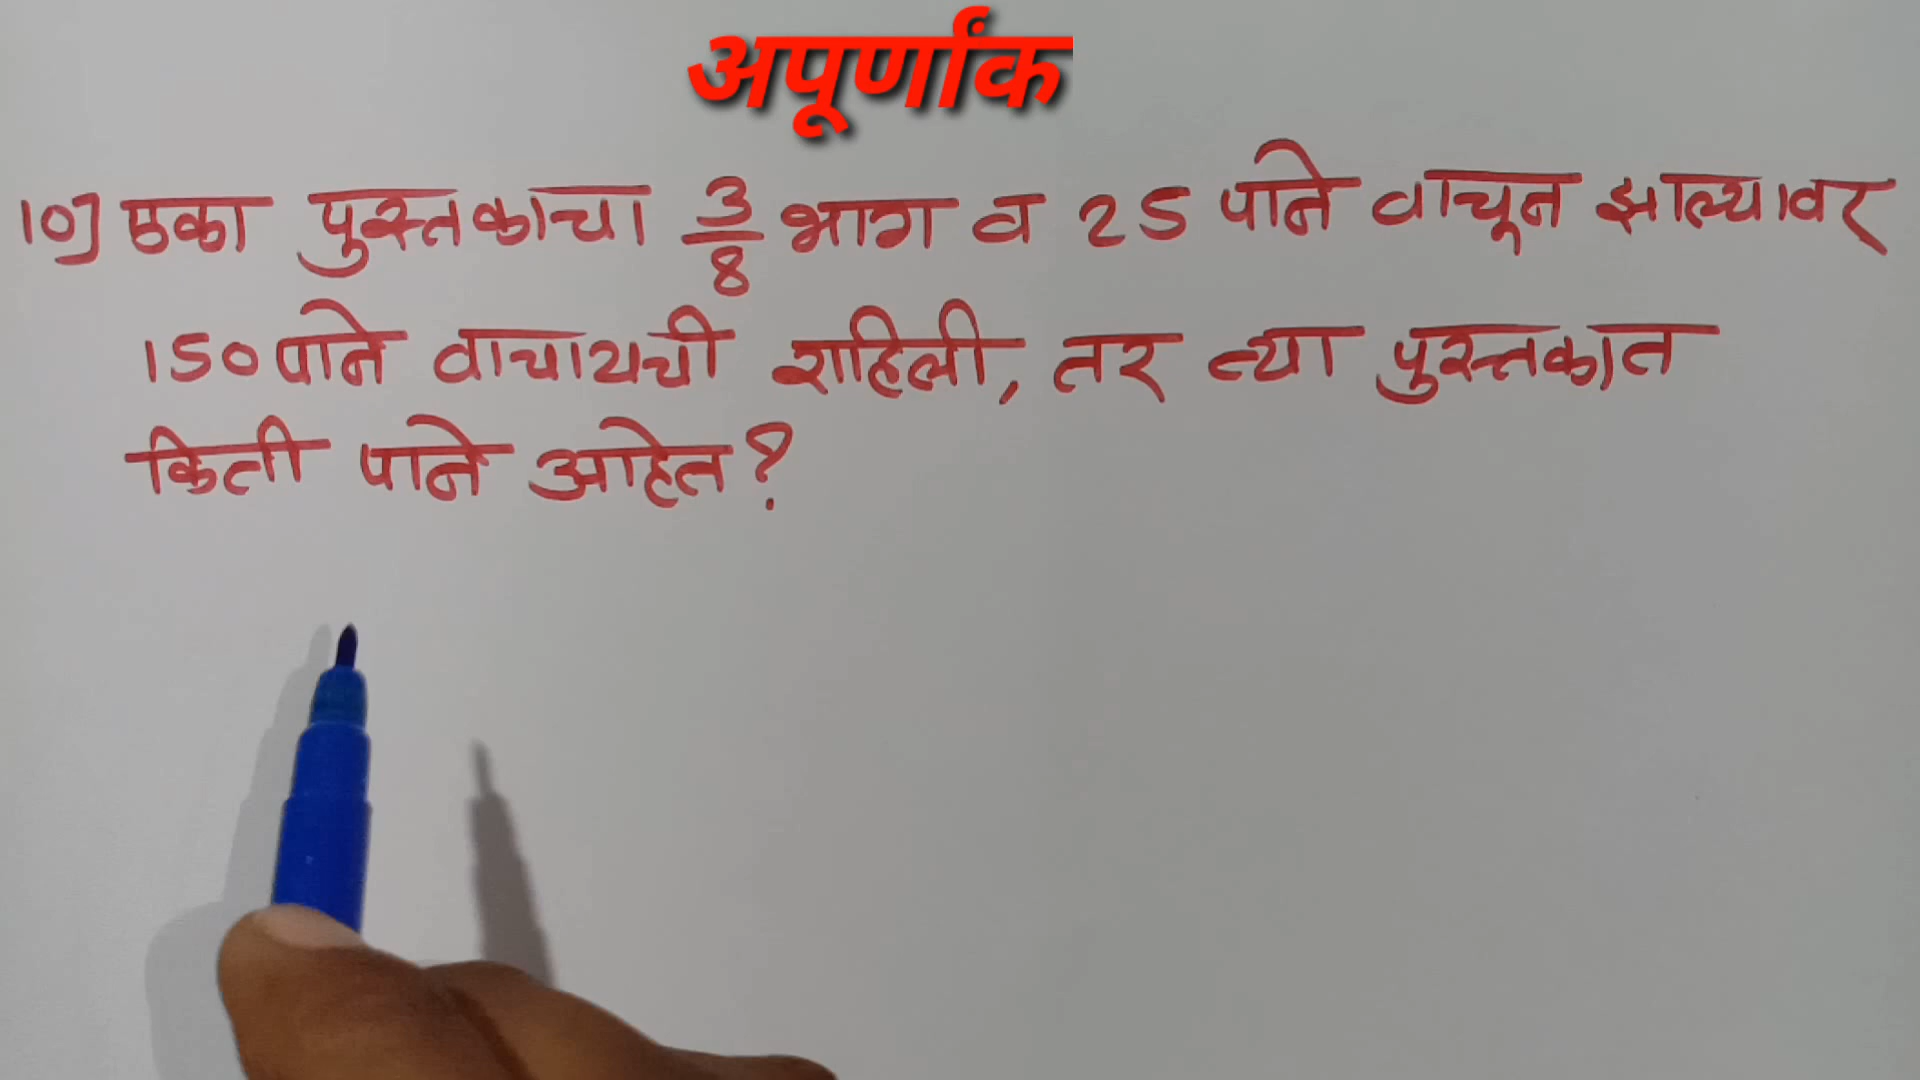 अपूर्णांक
10] एका पुस्तकाचा 3/8 भाग व 25 पाने वाचून झाल्यावर
150 पाने वाचायची राहिली, तर त्या पुस्तकात
किती पाने आहेत?